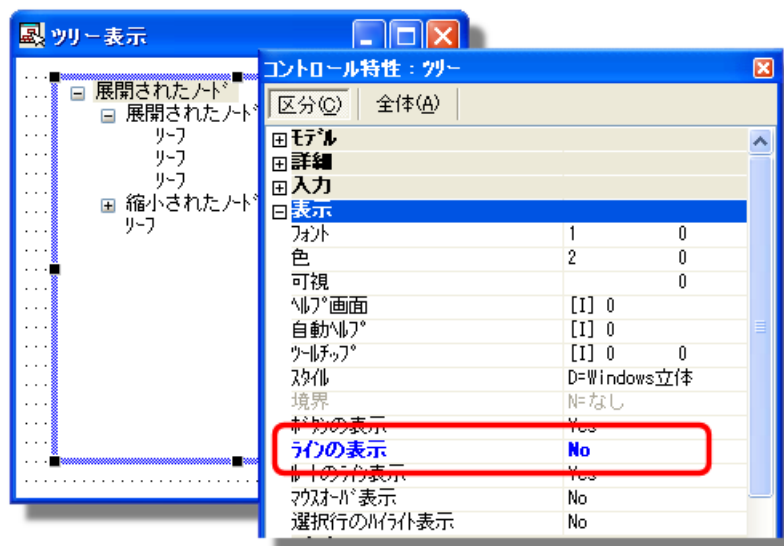 ツリー表示
展開されたノード
展開されたノード
リーフ
リーフ
リーフ
縮小されたノード
リーフ
コントロール特性：ツリー
区分(C) 全体(A)
モデル
詳細
入力
表示
フォント 1 0
色 2 0
可視 0
ヘルプ画面 [I] 0
自動ヘルプ [I] 0
ツールチップ [I] 0 0
スタイル D=Windows立体
境界 N=なし
ボタンの表示 Yes
ラインの表示 No
ルートのライン表示 Yes
マウスオーバ表示 No
選択行のハイライト表示 No